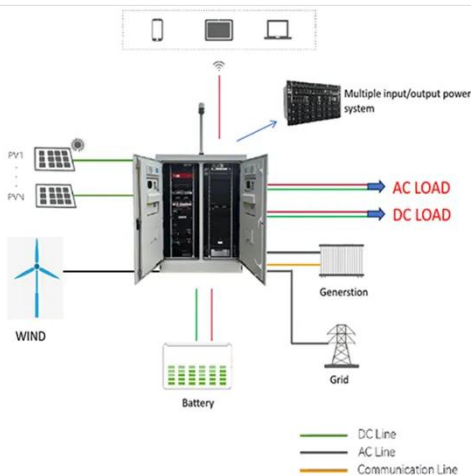 Multiple input/output power
system
PV1
PVN
AC LOAD
DC LOAD
WIND
Generstion
Battery
Grid
DC Line
AC Line
Communication Line